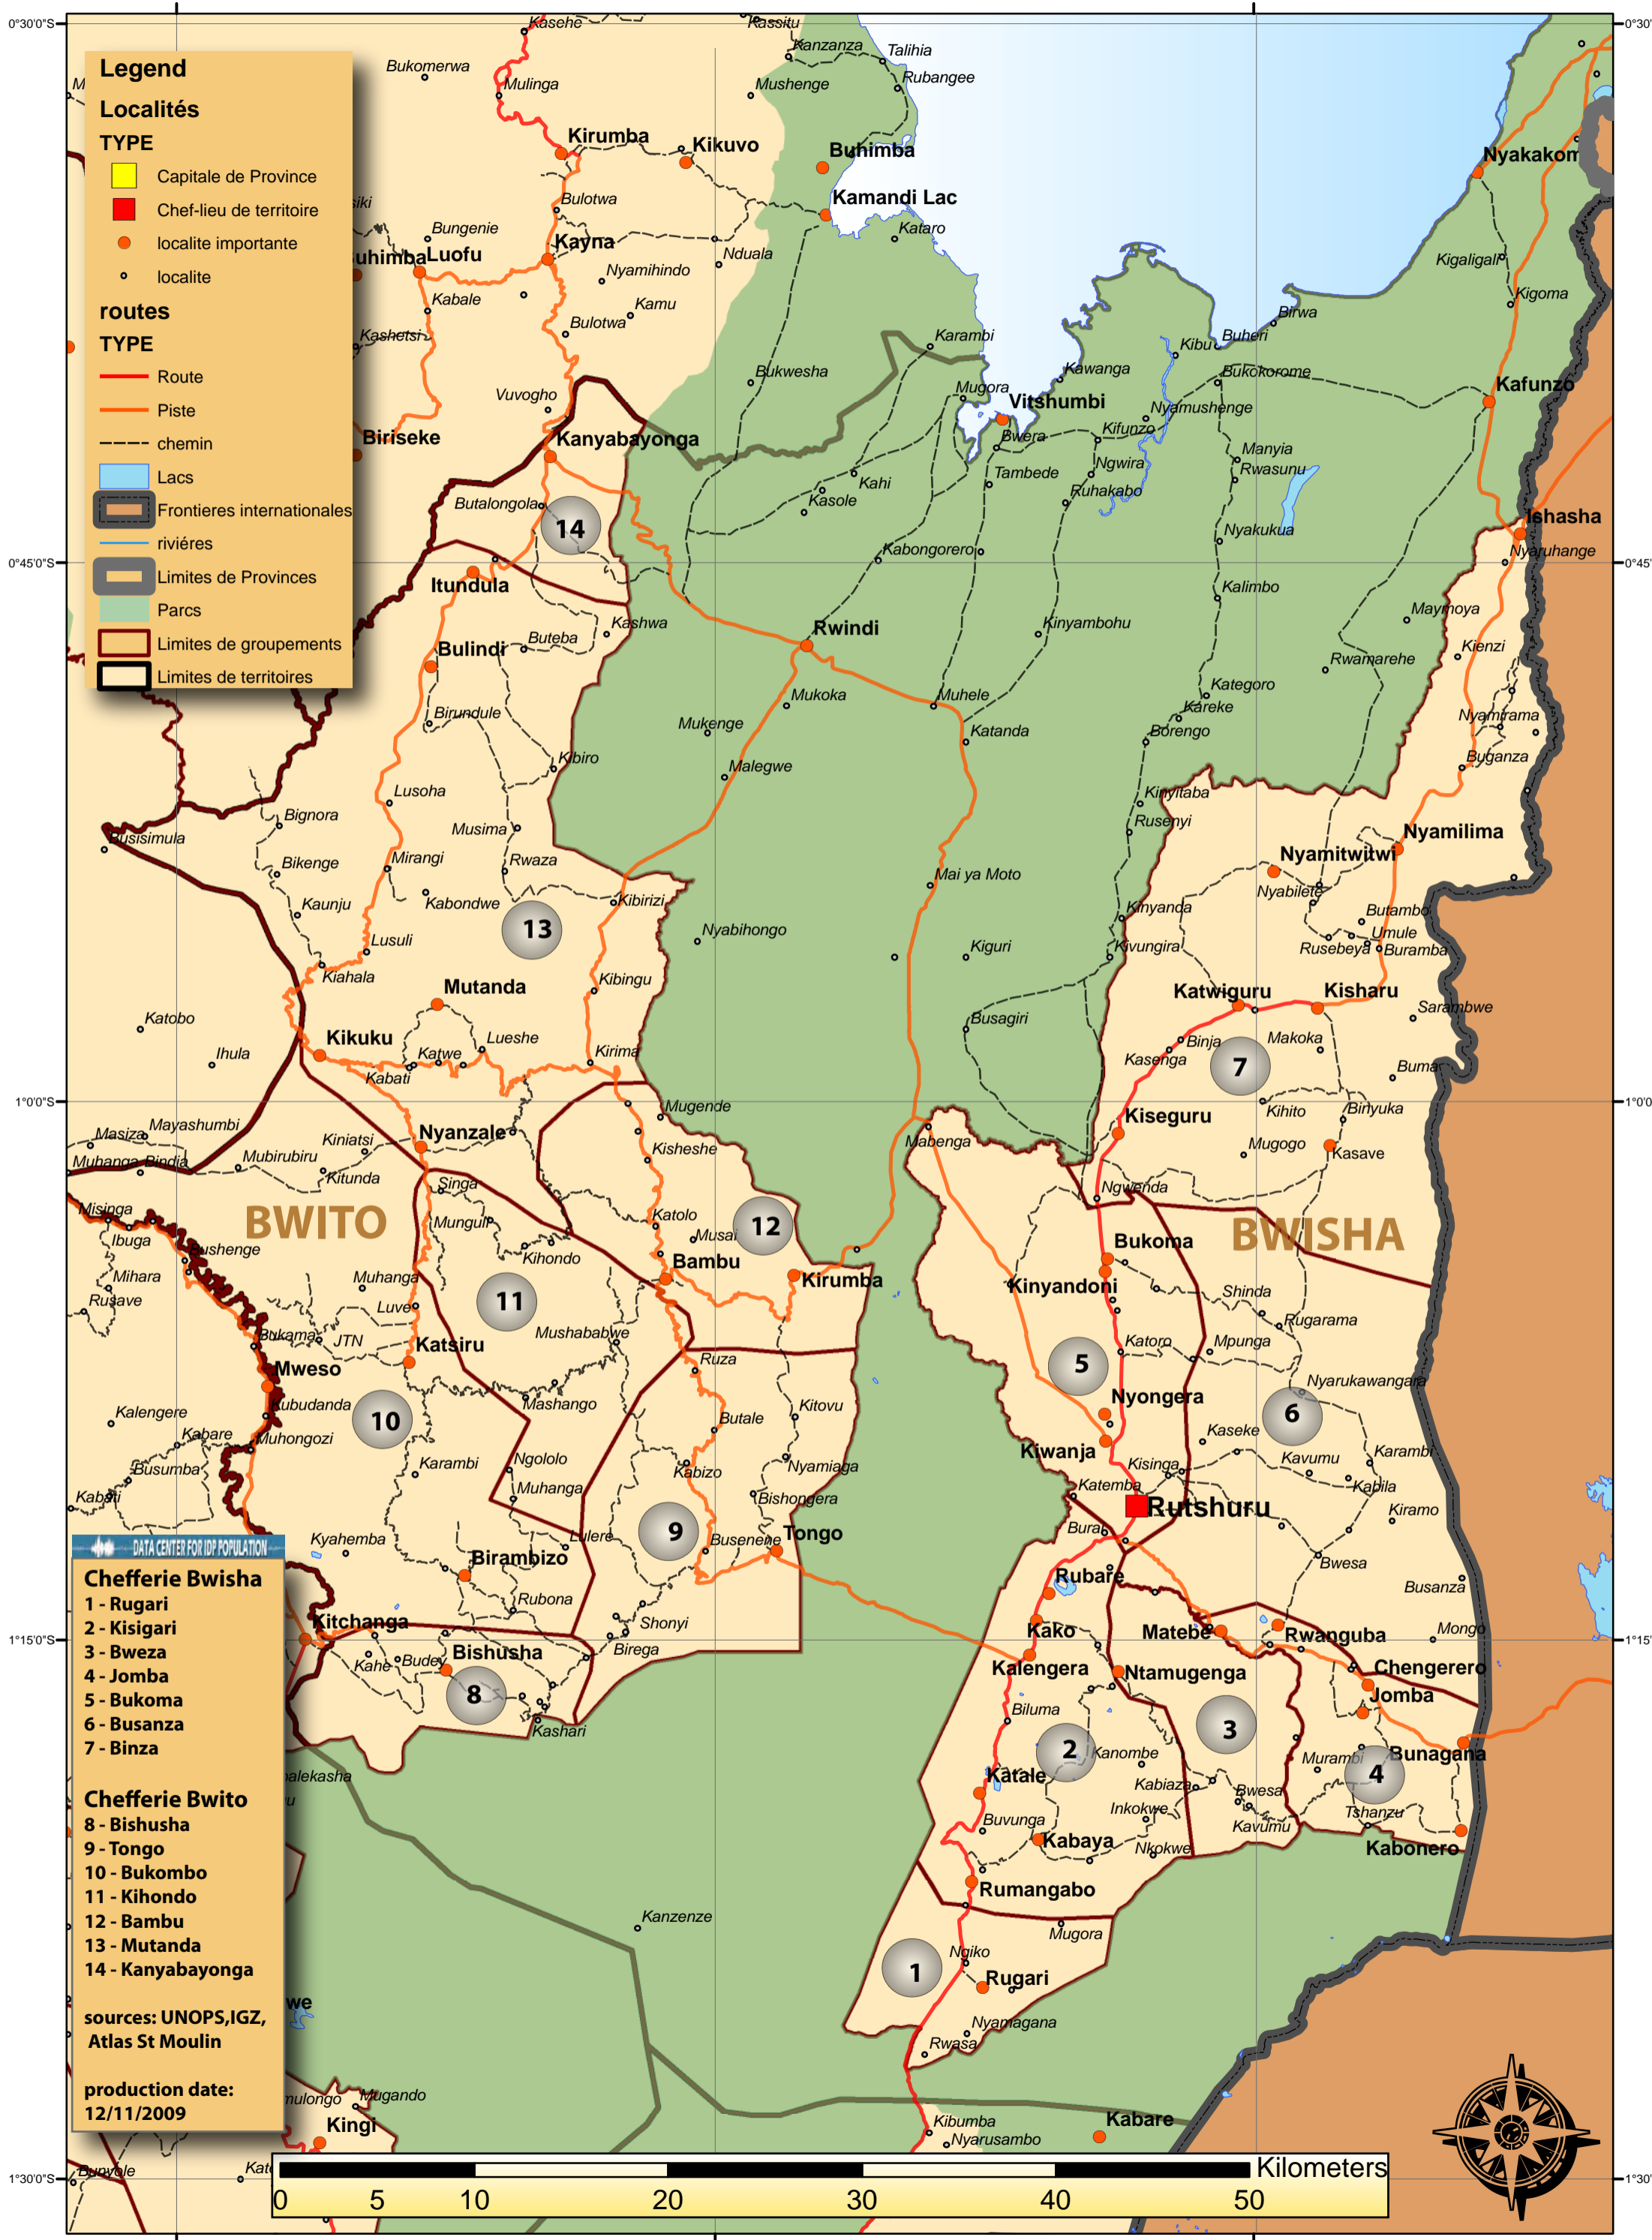 0°30'0"S
0°30'
Kasehe
Kassitu
Kanzanza
Talihia
Legend
Bukomerwa
Mulinga
Mushenge
Rubangee
Localités
TYPE
Kirumba
Kikuvo
Buhimba
Nyakakom
Capitale de Province
Chef-lieu de territoire
Bulotwa
Kamandi Lac
localite importante
Bungenie
Kayna
Kataro
Luofu
Nduala
Kigaligali
localite
Nyamihindo
Kabale
Kamu
Kigoma
routes
Bulotwa
Birwa
TYPE
Kashetsi
Karambi
Kibu
Buheri
Route
Bukwesha
Kawanga
Bukokorome
Kafunzo
Piste
Vuvogho
Mugora
Vitshumbi
Nyamushenge
chemin
Biriseke
Kanyabayonga
Bwera
Kifunzo
Manyia
Lacs
Kahi
Tambede
Ngwira
Rwasunu
Frontieres internationales
Butalongola
Kasole
Ruhakabo
Ishasha
riviéres
14
Kabongorero
Nyakukua
Nyaruhange
0°45'0"S
0°45'
Limites de Provinces
Itundula
Kalimbo
Parcs
Maymoya
Limites de groupements
Bulindi
Buteba
Kashwa
Rwindi
Kinyambohu
Kienzi
Limites de territoires
Rwamarehe
Birundule
Mukoka
Muhele
Kategoro
Kareke
Nyamirama
Mukenge
Katanda
Borengo
Kibiro
Malegwe
Buganza
Lusoha
Kinyitaba
Bignora
Musima
Rusenyi
Nyamilima
Busisimula
Bikenge
Mirangi
Rwaza
Nyamitwitwi
Kabondwe
Kibirizi
Mai ya Moto
Nyabilete
Kaunju
Kinyanda
Butambo
13
Nyabihongo
Umule
Lusuli
Kiguri
Kivungira
Rusebeya
Buramba
Kiahala
Mutanda
Kibingu
Katwiguru
Kisharu
Katobo
Busagiri
Sarambwe
Kikuku
Lueshe
Binja
Makoka
Ihula
Katwe
Kirima
Kasenga
7
Kabati
Buma
1°0'0"S
1°0'0
Mugende
Kihito
Binyuka
Mayashumbi
Kiseguru
Masiza
Kiniatsi
Nyanzale
Mabenga
Mugogo
Muhanga
Bindja
Mubirubiru
Kisheshe
Kasave
Kitunda
Singa
Ngwenda
Misinga
BWITO
Munguli
Katolo
12
BWISHA
Ibuga
Bushenge
Kihondo
Musai
Bukoma
Mihara
Muhanga
Bambu
Kirumba
Kinyandoni
Rusave
Luve
11
Shinda
Rugarama
Bukama
JTN
Katsiru
Mushababwe
Katoro
Mpunga
Mweso
Ruza
5
Nyarukawangara
Kalengere
Kubudanda
10
Mashango
Butale
Kitovu
Nyongera
6
Kabare
Muhongozi
Kaseke
Busumba
Karambi
Ngololo
Kabizo
Nyamiaga
Kiwanja
Kisinga
Kavumu
Karambi
Kabati
Muhanga
Bishongera
Katemba
Kabila
Rutshuru
Kiramo
Kyahemba
Lulere
9
Busenene
Tongo
Burai
DATA CENTER FOR IDP POPULATION
Birambizo
Bwesa
Chefferie Bwisha
Rubare
Busanza
1 - Rugari
Rubona
2 - Kisigari
Kitchanga
Shonyi
Kako
Matebe
Rwanguba
Mongo
1°15'
3 - Bweza
Kahe
Budey
Bishusha
Birega
Kalengera
Ntamugenga
Chengerero
4 - Jomba
8
Jomba
5 - Bukoma
Kashari
Biluma
3
6 - Busanza
2
Kanombe
Murambi
Bunagana
7 - Binza
Katale
Kabiaza
Bwesa
4
Chefferie Bwito
Buvunga
Inkokwe
Kavumu
Tshanzu
8 - Bishusha
Kabaya
Nkokwe
Kabonero
9 - Tongo
10 - Bukombo
Rumangabo
11 - Kihondo
Kanzenze
12 - Bambu
Mugora
13 - Mutanda
Ngiko
14 - Kanyabayonga
1
Rugari
sources: UNOPS,IGZ,
Atlas St Moulin
Nyamagana
Rwasa
production date:
12/11/2009
Mugando
Kingi
Kibumba
Kabare
Nyarusambo
Bunyole
1°30'0"S
1°30'
Kilometers
0 5 10 20 30 40 50